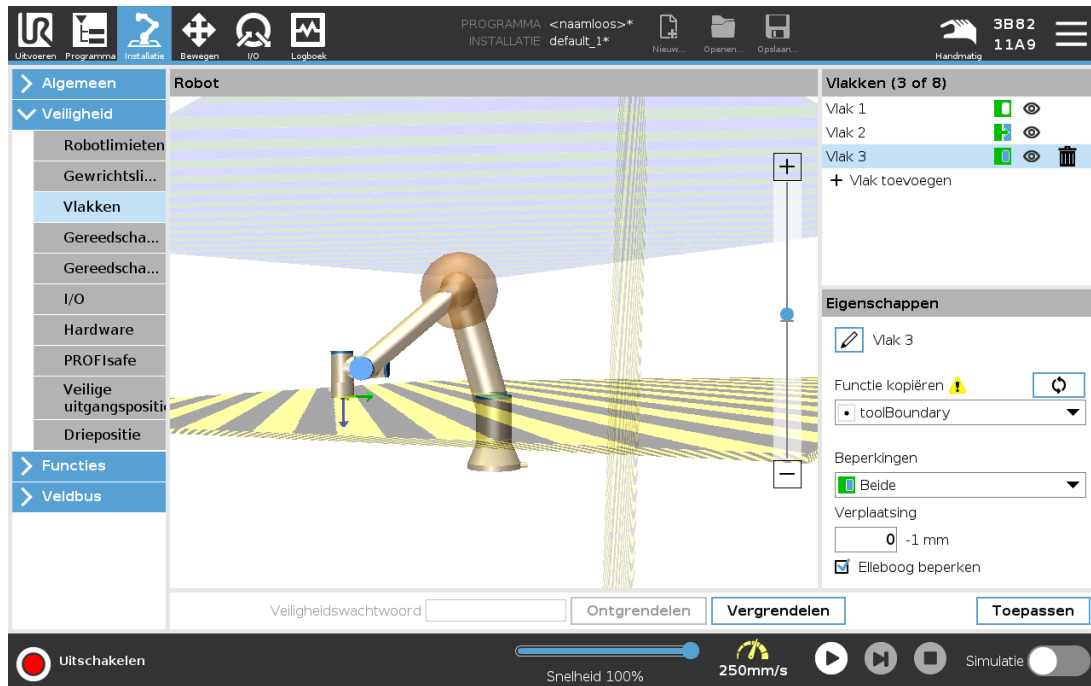 UR
PROGRAMMA <naamloos>*
INSTALLATIE default_1*
Uitvoeren Programma Installatie Bewegen I/O Logboek
Nieuw... Openen... Opslaan...
Handmatig
3B82
11A9
Algemeen
Veiligheid
Robotlimieten
Gewrichtsli...
Vlakken
Gereedscha...
Gereedscha...
I/O
Hardware
PROFIsafe
Veilige
uitgangspositi
Driepositie
Functies
Veldbus
Robot
Vlakken (3 of 8)
Vlak 1
Vlak 2
Vlak 3
+ Vlak toevoegen
Eigenschappen
Vlak 3
Functie kopiëren
toolBoundary
Beperkingen
Beide
Verplaatsing
0 -1 mm
Elleboog beperken
Veiligheidswachtwoord Ontgrendelen Vergrendelen Toepassen
Uitschakelen
Snelheid 100%
250mm/s
Simulatie